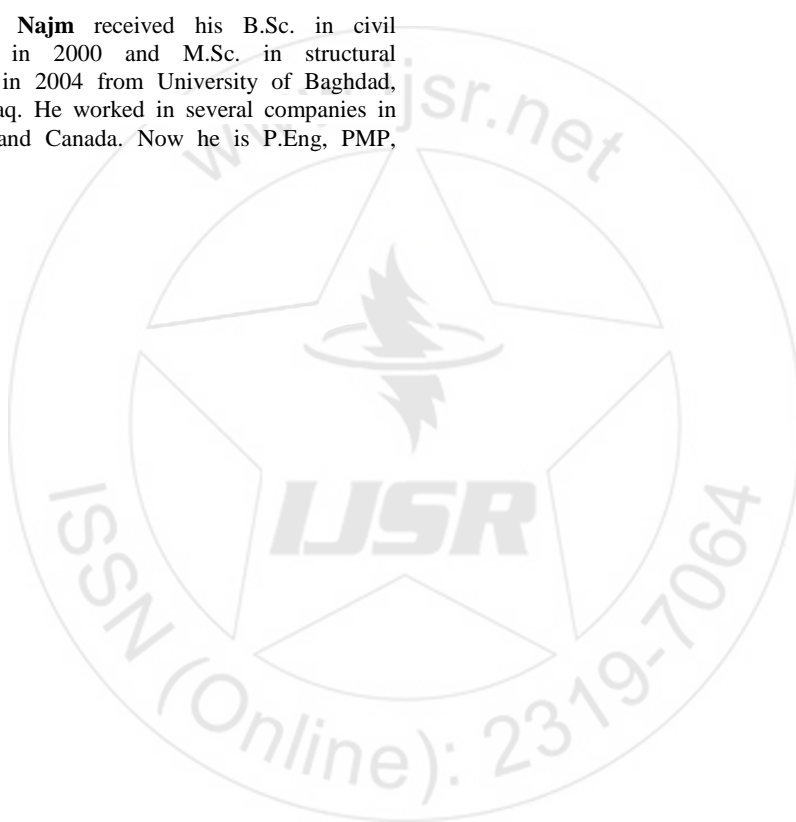 Najm received his B.Sc. in civil
in 2000 and M.Sc. in structural
in 2004 from University of Baghdad,
aq. He worked in several companies in
and Canada. Now he is P.Eng, PMP,
www.ijsr.net
IJSR
ISSN (Online): 2319-7064